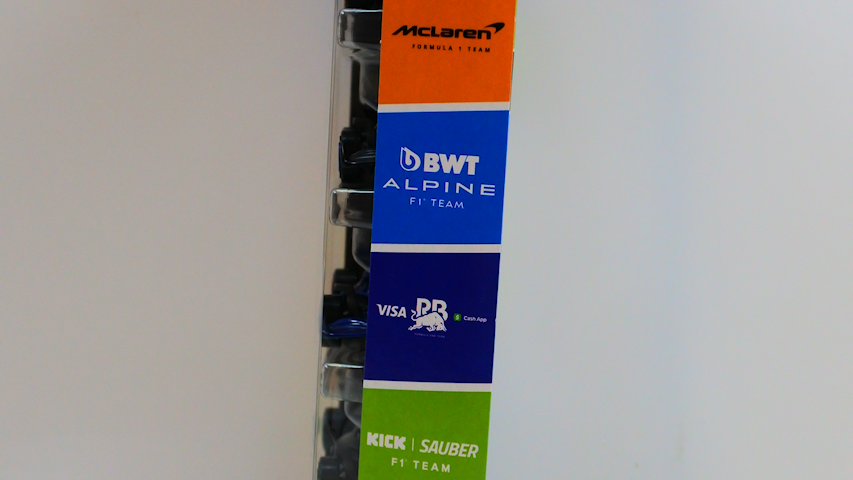 McLaren
FORMULA 1 TEAM
BWT
ALPINE
F1® TEAM
VISA RB Cash App
KICK | SAUBER
F1® TEAM